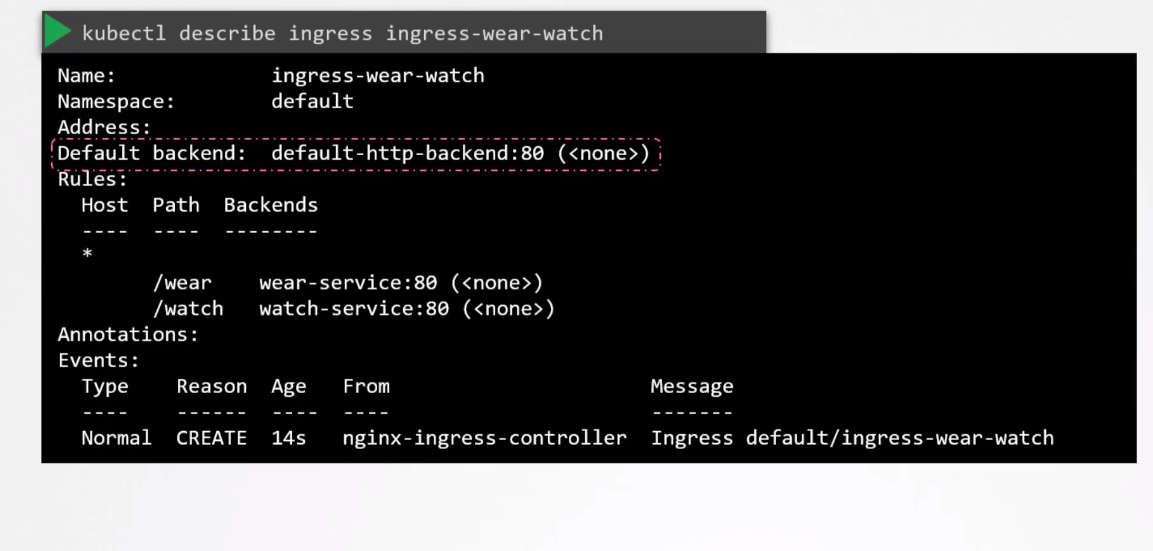 kubectl describe ingress ingress-wear-watch
Name: ingress-wear-watch
Namespace: default
Address:
Default backend: default-http-backend:80 (<none>)
Rules:
Host Path Backends
---- ---- --------
*
/wear wear-service:80 (<none>)
/watch watch-service:80 (<none>)
Annotations:
Events:
Type Reason Age From Message
---- ------ ---- ---- -------
Normal CREATE 14s nginx-ingress-controller Ingress default/ingress-wear-watch